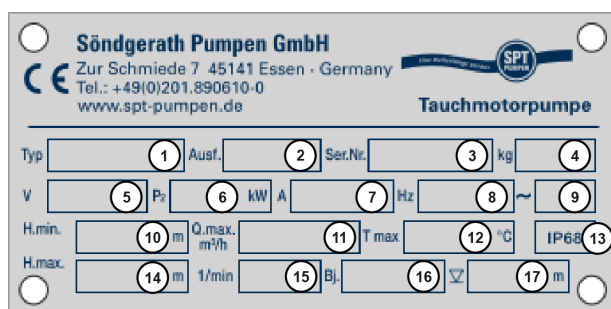 Söndgerath Pumpen GmbH
CE Zur Schmiede 7 45141 Essen - Germany
Tel.: +49(0)201.890610-0
www.spt-pumpen.de
SPT
PUMPEN
Tauchmotorpumpe
Typ 1 Ausf. 2 Ser.Nr. 3 kg 4
V 5 P2 6 kW A 7 Hz 8 ~ 9
H.min. 10 m Q.max. m³/h 11 T max 12 °C IP68 13
H.max. 14 m 1/min 15 Bj. 16 17 m